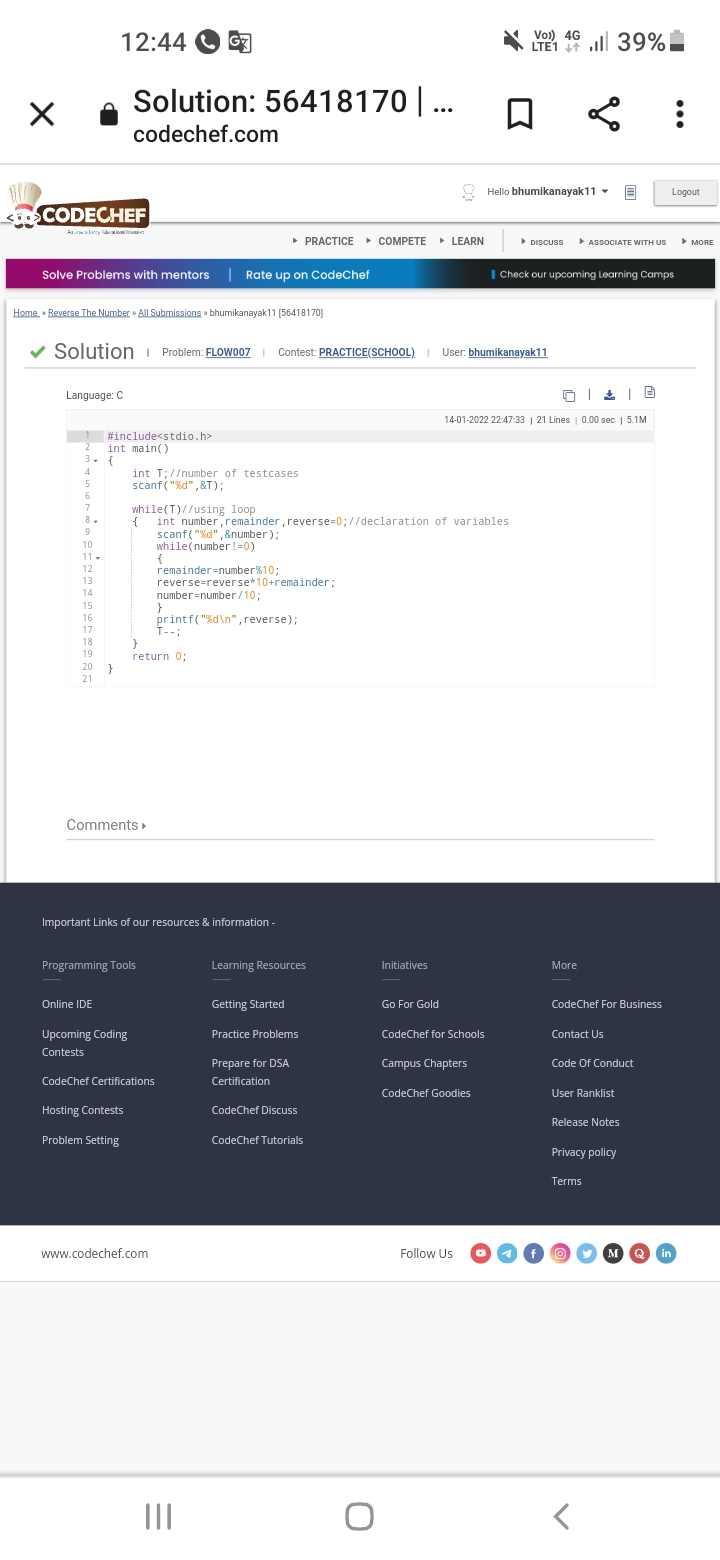 12:44
Vo)) 4G
LTE1
39%
Solution: 56418170 | ...
codechef.com
CODECHEF
Hello bhumikanayak11
Logout
PRACTICE COMPETE LEARN DISCUSS ASSOCIATE WITH US MORE
Solve Problems with mentors | Rate up on CodeChef
Check our upcoming Learning Camps
Home » Reverse The Number » All Submissions » bhumikanayak11 [56418170]
Solution | Problem: FLOW007 | Contest: PRACTICE(SCHOOL) | User: bhumikanayak11
Language: C
14-01-2022 22:47:33 | 21 Lines | 0.00 sec | 5.1M
1 #include<stdio.h>
2 int main()
3 {
4 int T;//number of testcases
5 scanf("%d",&T);
6
7 while(T)//using loop
8 { int number,remainder,reverse=0;//declaration of variables
9 scanf("%d",&number);
10 while(number!=0)
11 {
12 remainder=number%10;
13 reverse=reverse*10+remainder;
14 number=number/10;
15 }
16 printf("%d\n",reverse);
17 T--;
18 }
19 return 0;
20 }
21
Comments
Important Links of our resources & information -
Programming Tools
Online IDE
Upcoming Coding
Contests
CodeChef Certifications
Hosting Contests
Problem Setting
Learning Resources
Getting Started
Practice Problems
Prepare for DSA
Certification
CodeChef Discuss
CodeChef Tutorials
Initiatives
Go For Gold
CodeChef for Schools
Campus Chapters
CodeChef Goodies
More
CodeChef For Business
Contact Us
Code Of Conduct
User Ranklist
Release Notes
Privacy policy
Terms
www.codechef.com
Follow Us